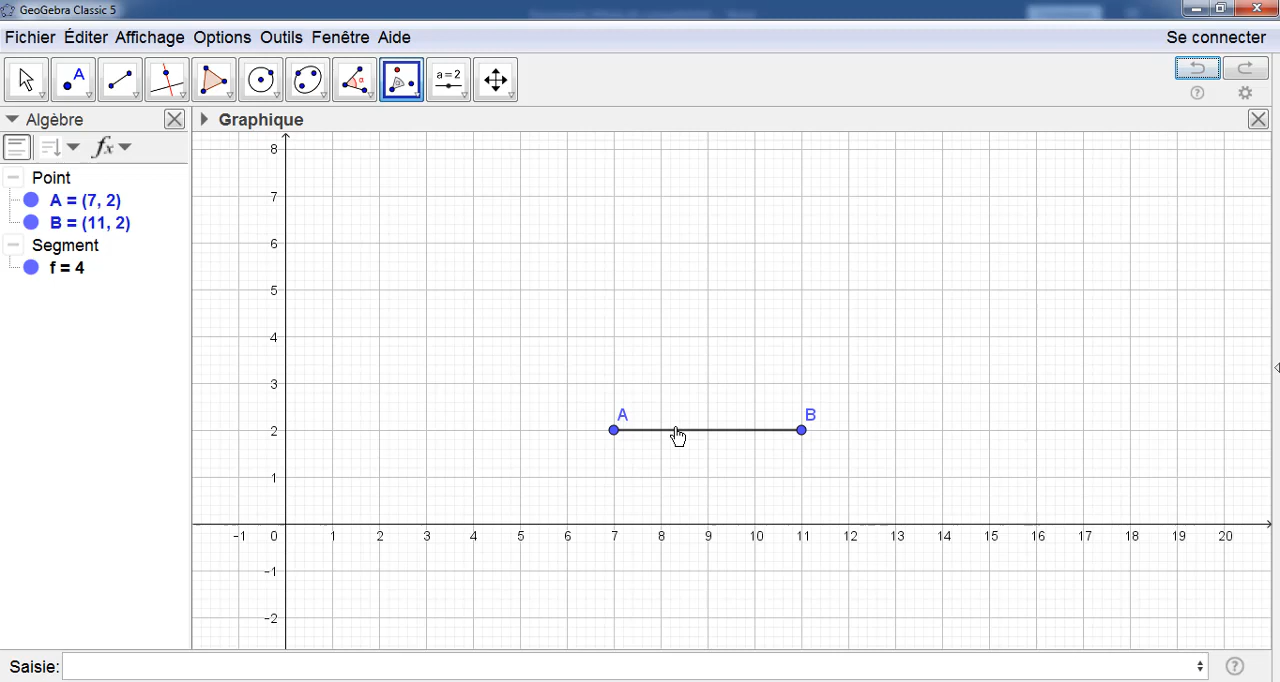 GeoGebra Classic 5
Fichier Éditer Affichage Options Outils Fenêtre Aide Se connecter
A α a = 2
Algèbre Graphique
fx
Point
A = (7, 2)
B = (11, 2)
Segment
f = 4
8
7
6
5
4
3
A B
2
1
-1 0 1 2 3 4 5 6 7 8 9 10 11 12 13 14 15 16 17 18 19 20
-1
-2
Saisie: